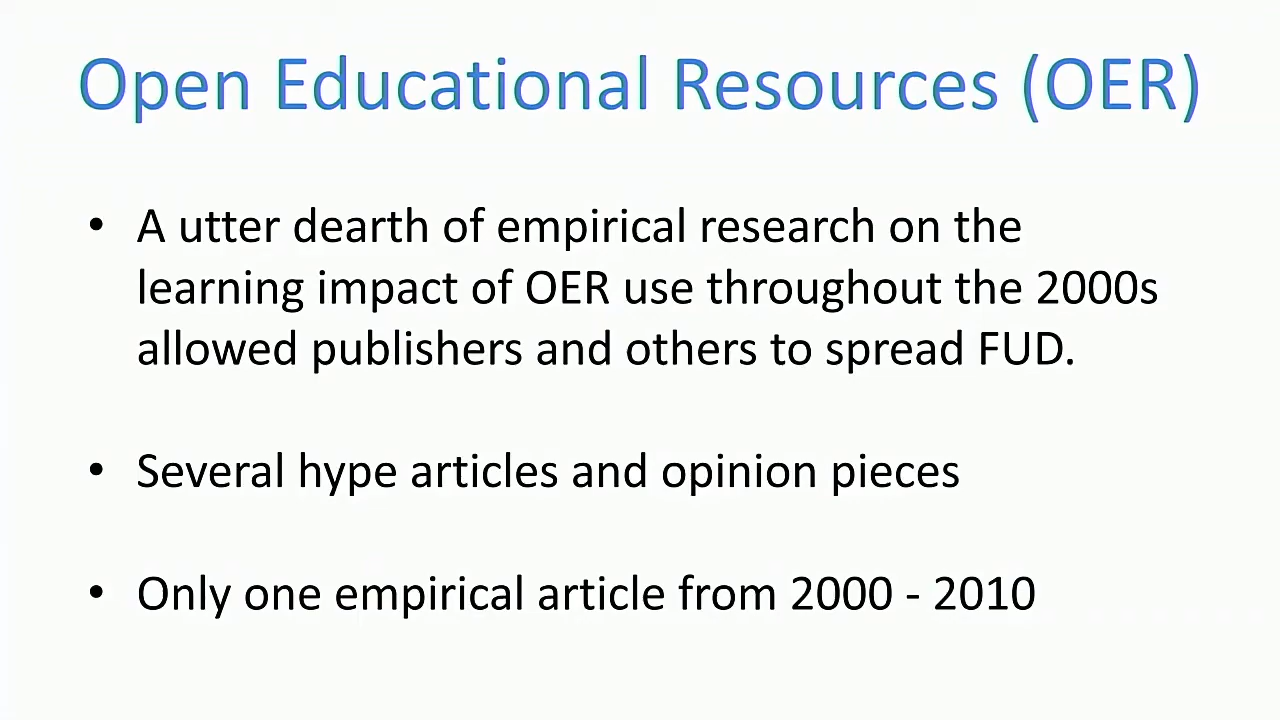 Open Educational Resources (OER)
• A utter dearth of empirical research on the
learning impact of OER use throughout the 2000s
allowed publishers and others to spread FUD.
• Several hype articles and opinion pieces
• Only one empirical article from 2000 - 2010